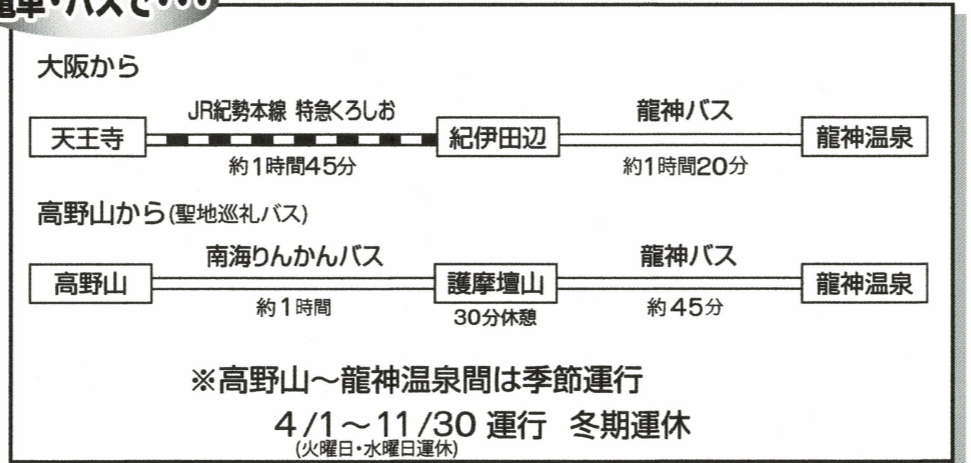 電車・バスで・・・
大阪から
JR紀勢本線 特急くろしお 龍神バス
天王寺 紀伊田辺 龍神温泉
約1時間45分 約1時間20分
高野山から(聖地巡礼バス)
南海りんかんバス 龍神バス
高野山 護摩壇山 龍神温泉
約1時間 30分休憩 約45分
※高野山～龍神温泉間は季節運行
4/1～11/30 運行 冬期運休
(火曜日・水曜日運休)